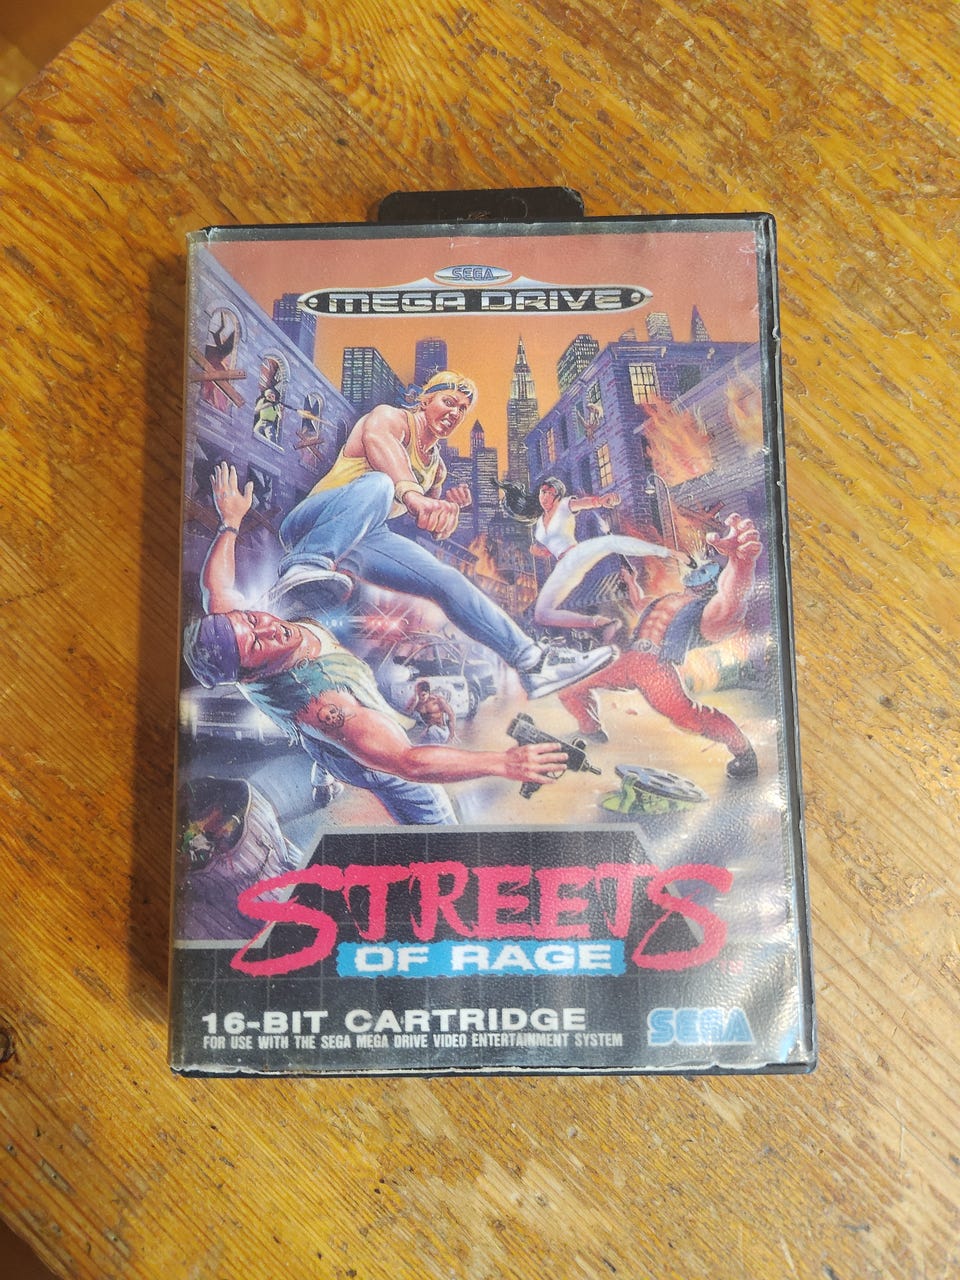 SEGA
MEGA DRIVE
STREETS
OF RAGE
16-BIT CARTRIDGE
FOR USE WITH THE SEGA MEGA DRIVE VIDEO ENTERTAINMENT SYSTEM
SEGA